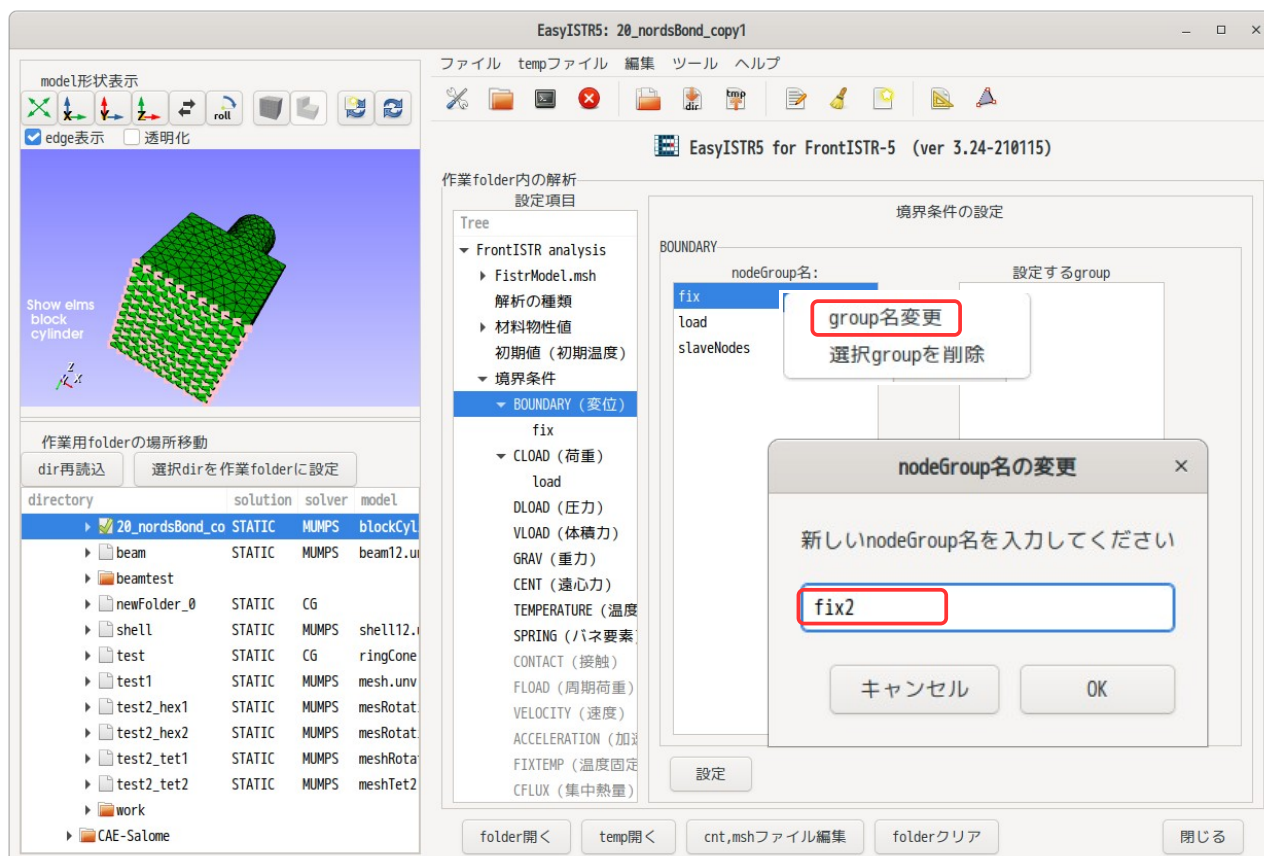 EasyISTR5: 20_nordsBond_copy1
model形状表示
roll
edge表示 透明化
Show elms
block
cylinder
Z
X
作業用folderの場所移動
dir再読込 選択dirを作業folderに設定
directory solution solver model
20_nordsBond_co STATIC MUMPS blockCyl
beam STATIC MUMPS beam12.un
beamtest
newFolder_0 STATIC CG
shell STATIC MUMPS shell12.u
test STATIC CG ringCone
test1 STATIC MUMPS mesh.unv
test2_hex1 STATIC MUMPS mesRotat
test2_hex2 STATIC MUMPS mesRotat
test2_tet1 STATIC MUMPS meshRota
test2_tet2 STATIC MUMPS meshTet2
work
CAE-Salome
ファイル tempファイル 編集 ツール ヘルプ
dir tmp
EasyISTR5 for FrontISTR-5 (ver 3.24-210115)
作業folder内の解析
設定項目
Tree
FrontISTR analysis
FistrModel.msh
解析の種類
材料物性値
初期値 (初期温度)
境界条件
BOUNDARY (変位)
fix
CLOAD (荷重)
load
DLOAD (圧力)
VLOAD (体積力)
GRAV (重力)
CENT (遠心力)
TEMPERATURE (温度
SPRING (バネ要素
CONTACT (接触)
FLOAD (周期荷重)
VELOCITY (速度)
ACCELERATION (加速
FIXTEMP (温度固定
CFLUX (集中熱量)
境界条件の設定
BOUNDARY
nodeGroup名: 設定するgroup
fix
load
slaveNodes
group名変更
選択groupを削除
nodeGroup名の変更
新しいnodeGroup名を入力してください
fix2
キャンセル OK
設定
folder開く temp開く cnt,mshファイル編集 folderクリア 閉じる